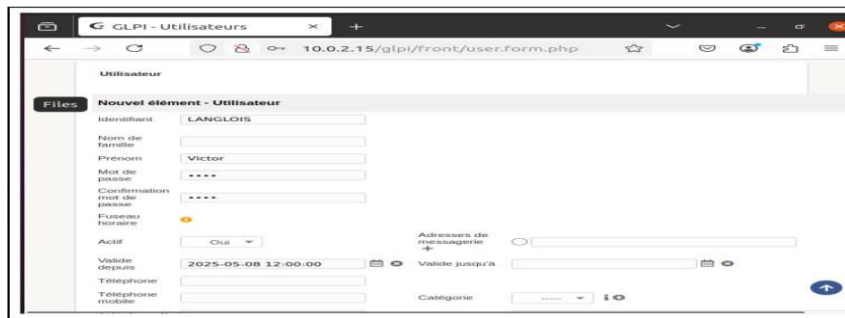 GLPI - Utilisateurs
10.0.2.15/glpi/front/user.form.php
Utilisateur
Files
Nouvel élément - Utilisateur
Identifiant LANGLOIS
Nom de famille
Prénom Victor
Mot de passe ••••
Confirmation mot de passe ••••
Fuseau horaire
Actif Oui Adresses de messagerie +
Valide depuis 2025-05-08 12:00:00 Valide jusqu'à
Téléphone
Téléphone mobile Catégorie -----